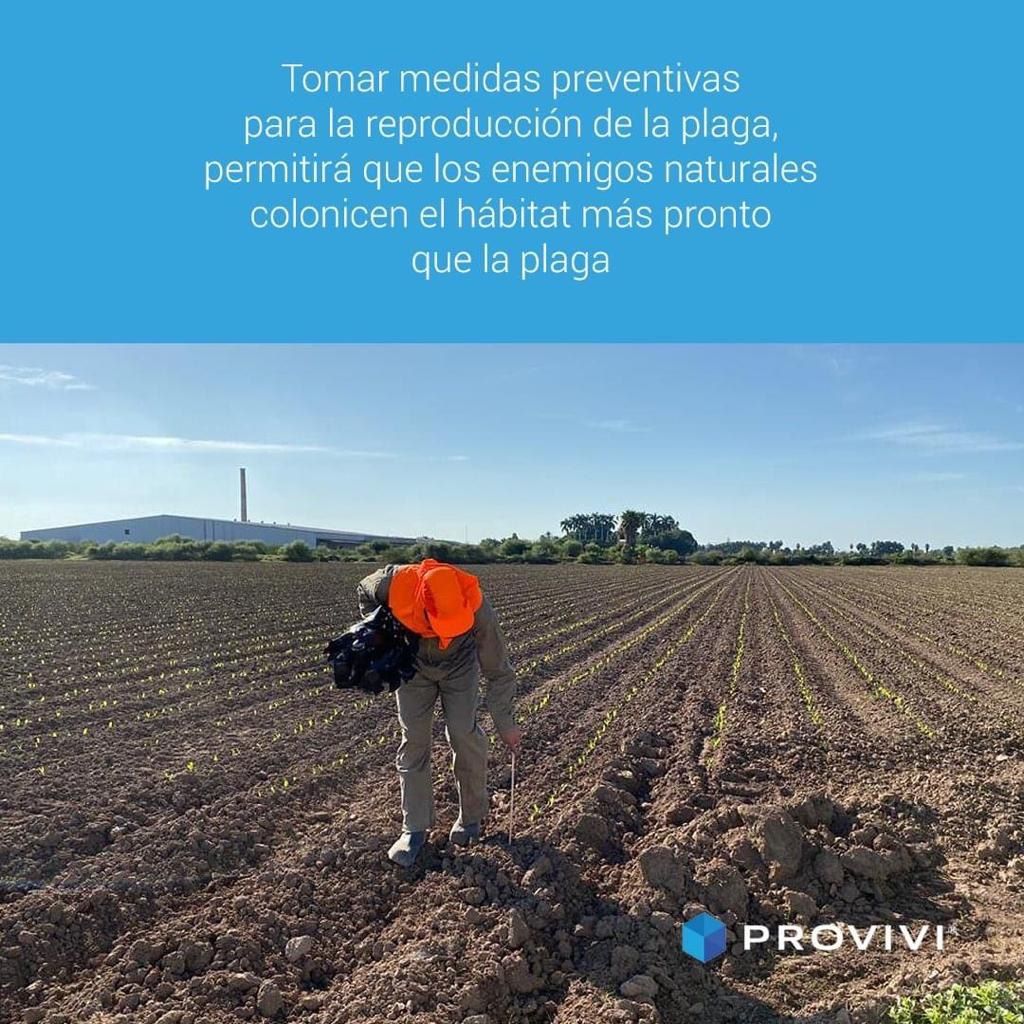 Tomar medidas preventivas
para la reproducción de la plaga,
permitirá que los enemigos naturales
colonicen el hábitat más pronto
que la plaga
PROVIVI